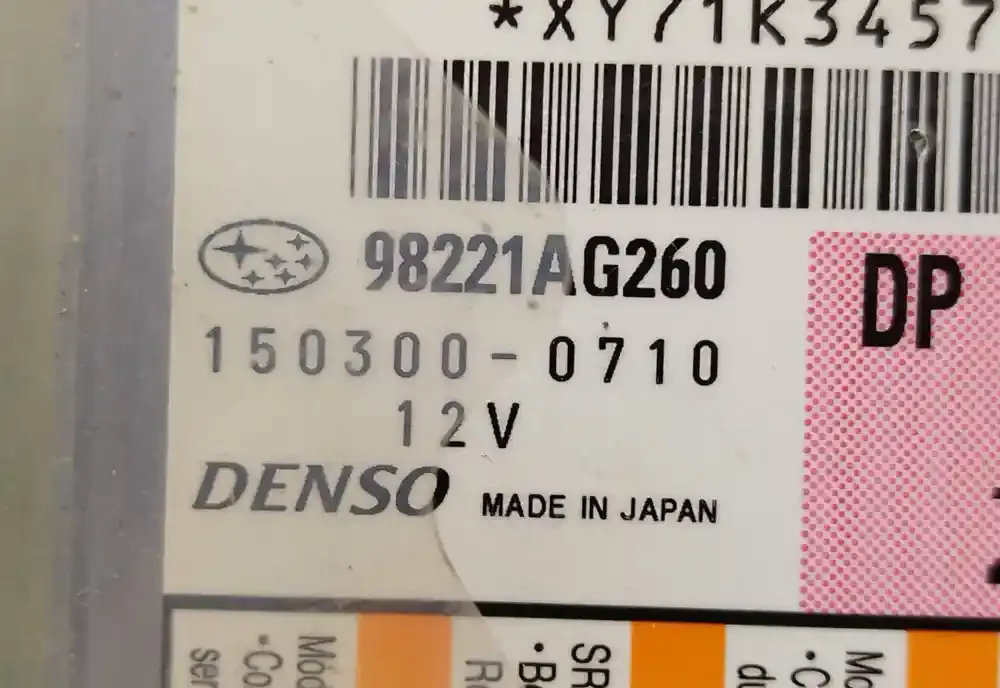 *XY71K3457
98221AG260
DP
150300-0710
12V
DENSO MADE IN JAPAN